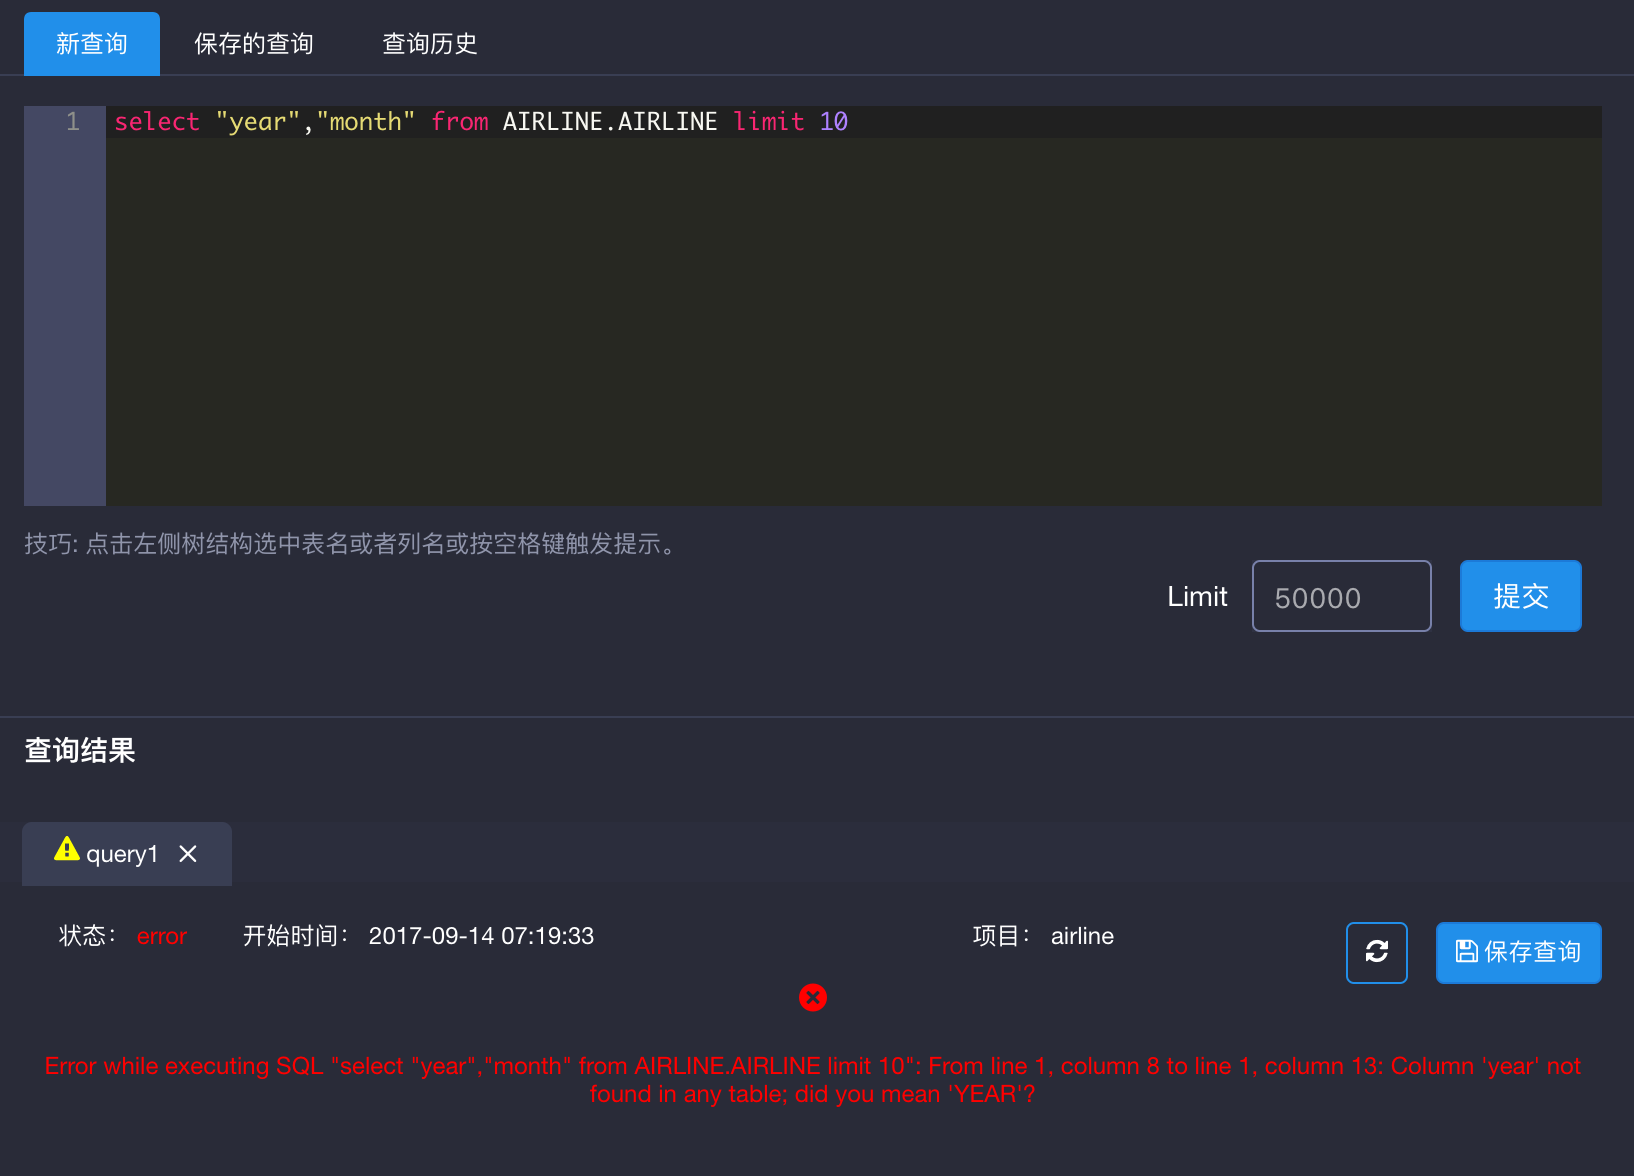 新查询 保存的查询 查询历史
1 select "year","month" from AIRLINE.AIRLINE limit 10
技巧: 点击左侧树结构选中表名或者列名或按空格键触发提示。
Limit 50000 提交
查询结果
query1
状态： error 开始时间： 2017-09-14 07:19:33 项目： airline 保存查询
Error while executing SQL "select "year","month" from AIRLINE.AIRLINE limit 10": From line 1, column 8 to line 1, column 13: Column 'year' not
found in any table; did you mean 'YEAR'?